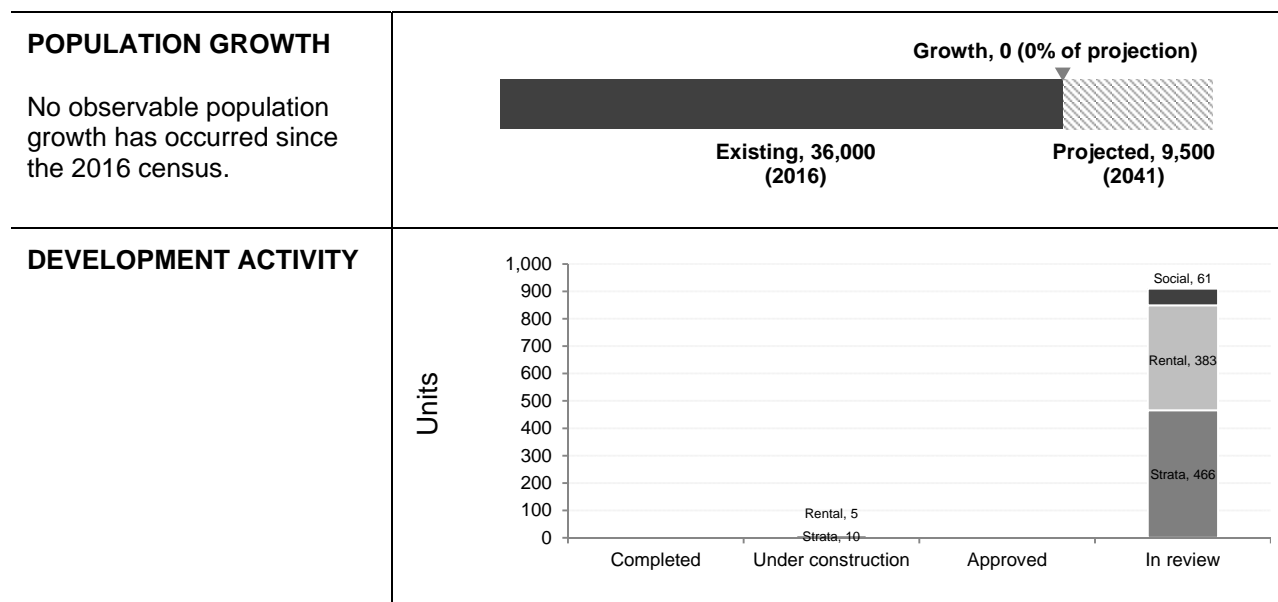 POPULATION GROWTH
No observable population
growth has occurred since
the 2016 census.
Growth, 0 (0% of projection)
Existing, 36,000
(2016)
Projected, 9,500
(2041)
DEVELOPMENT ACTIVITY
Units
1,000
900
800
700
600
500
400
300
200
100
0
Rental, 5
Strata, 10
Social, 61
Rental, 383
Strata, 466
Completed
Under construction
Approved
In review